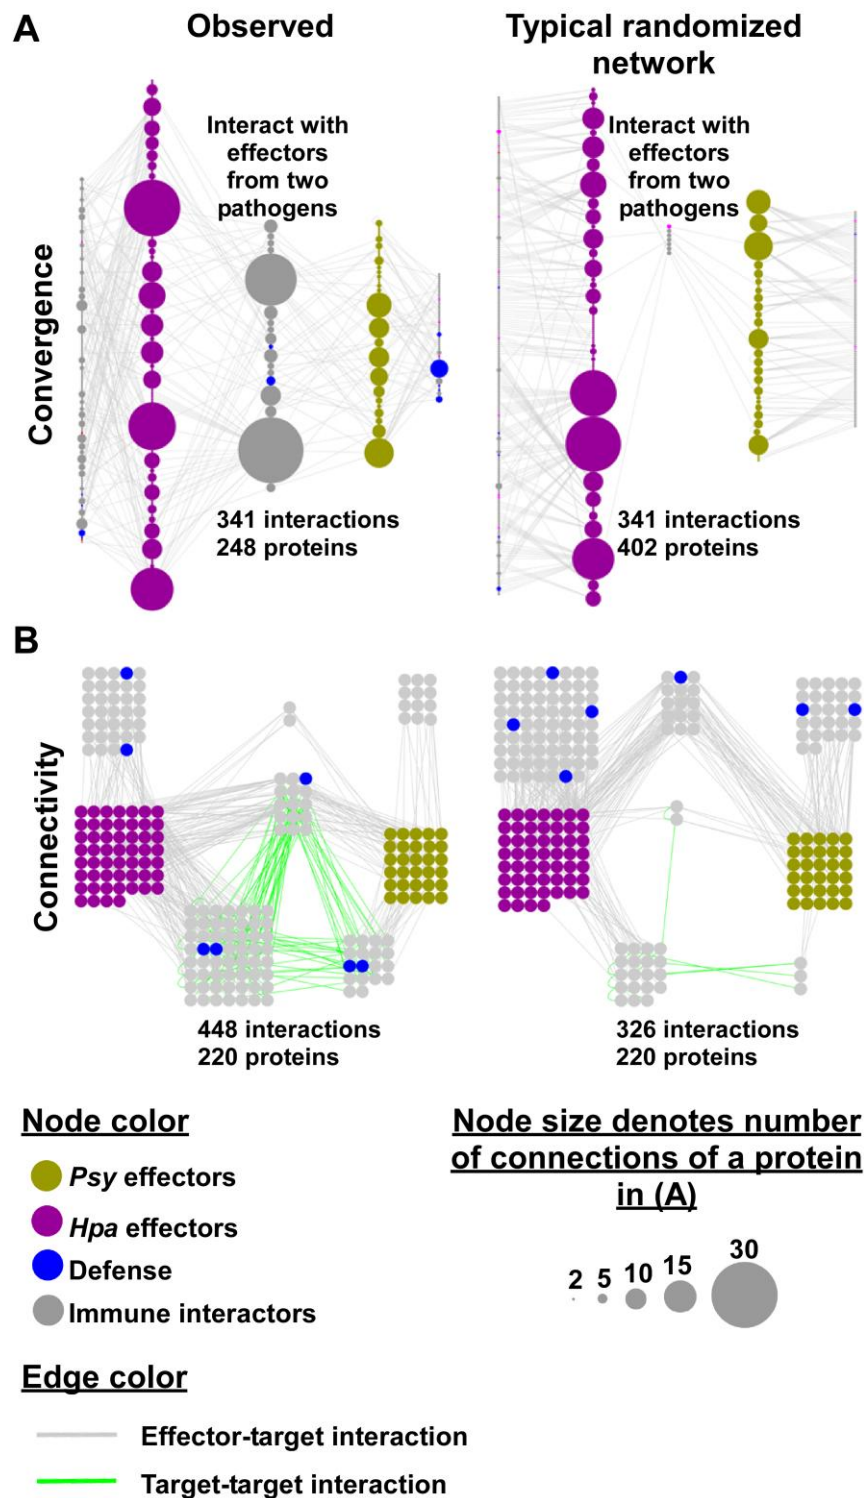 A
Observed
Typical randomized
network
Convergence
Interact with
effectors
from two
pathogens
Interact with
effectors
from two
pathogens
341 interactions
248 proteins
341 interactions
402 proteins
B
Connectivity
448 interactions
220 proteins
326 interactions
220 proteins
Node color
Psy effectors
Hpa effectors
Defense
Immune interactors
Node size denotes number
of connections of a protein
in (A)
2 5 10 15 30
Edge color
Effector-target interaction
Target-target interaction